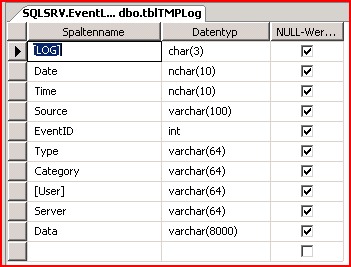 SQLSRV.EventL... dbo.tblTMPLog
Spaltenname Datentyp NULL-Wer...
[LOG] char(3)
Date nchar(10)
Time nchar(10)
Source varchar(100)
EventID int
Type varchar(64)
Category varchar(64)
[User] varchar(64)
Server varchar(64)
Data varchar(8000)